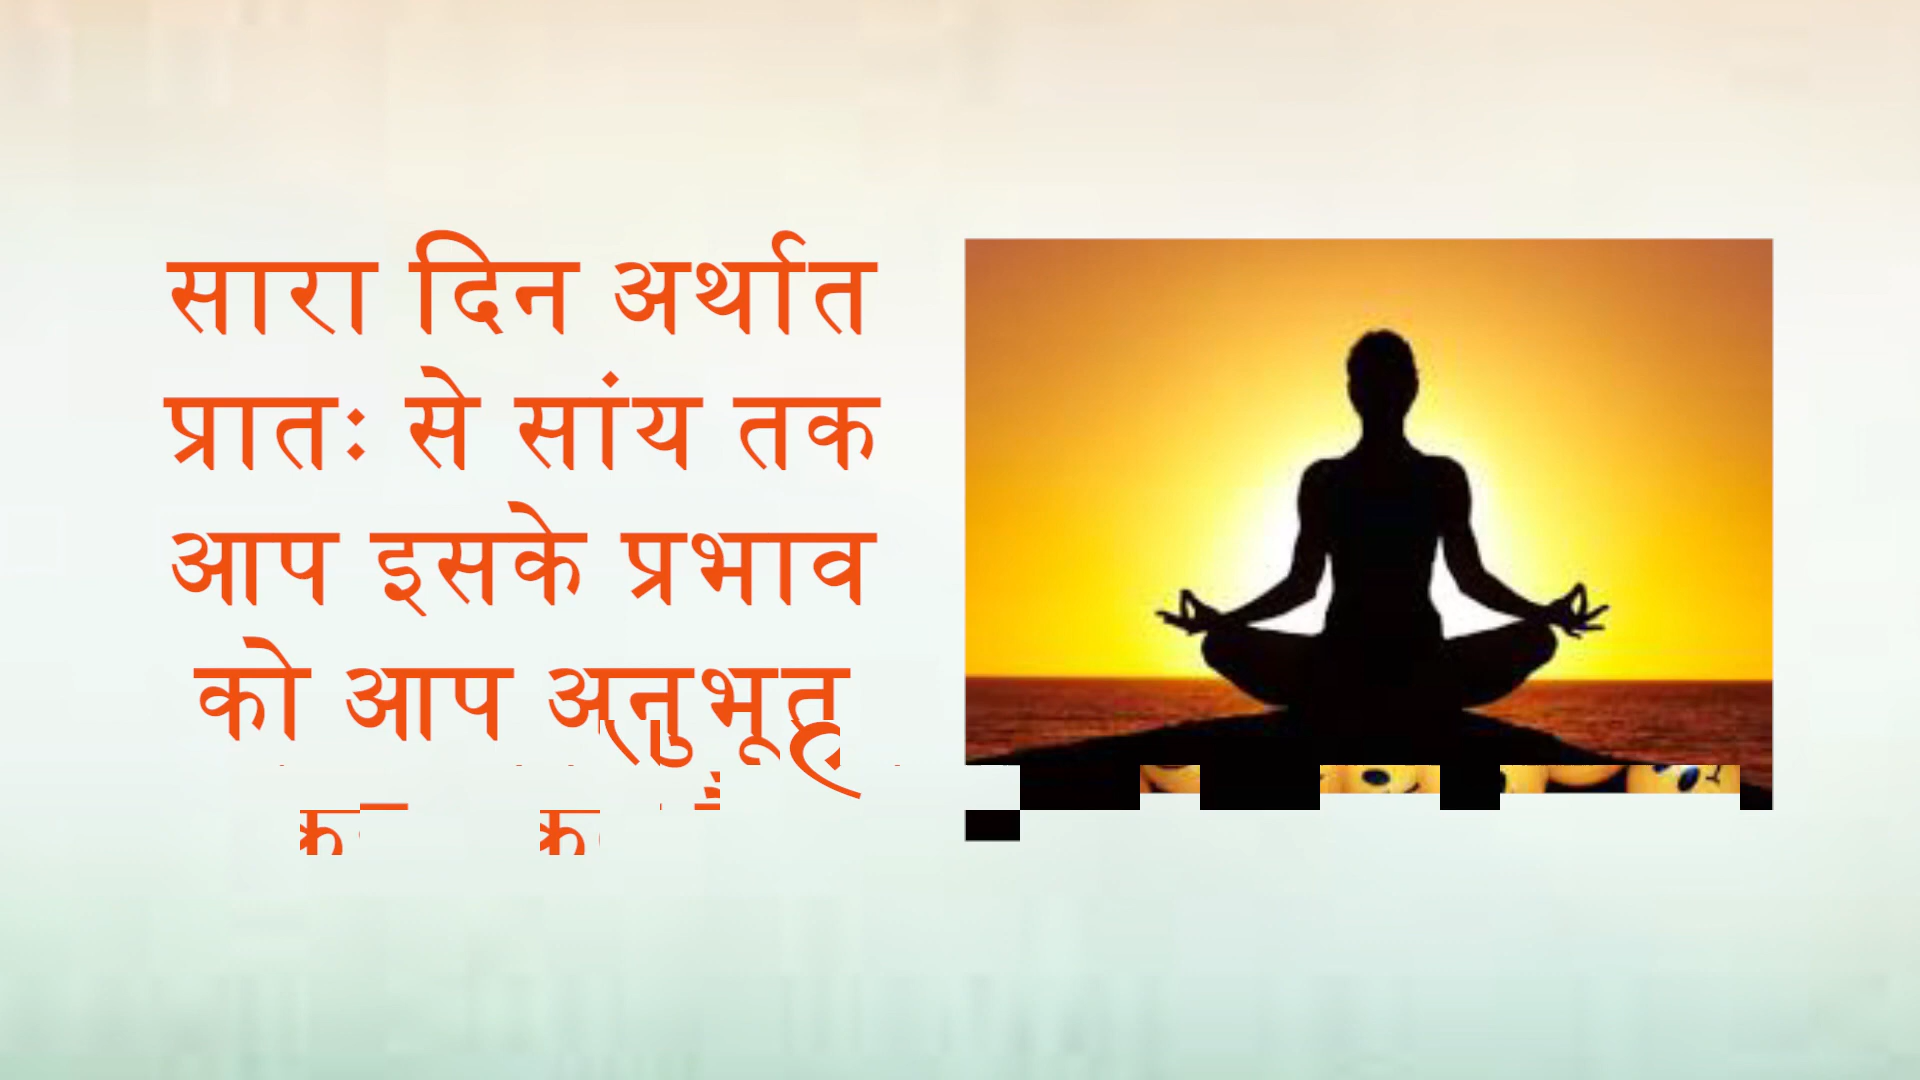 सारा दिन अर्थात
प्रातः से सांय तक
आप इसके प्रभाव
को आप अनुभूत